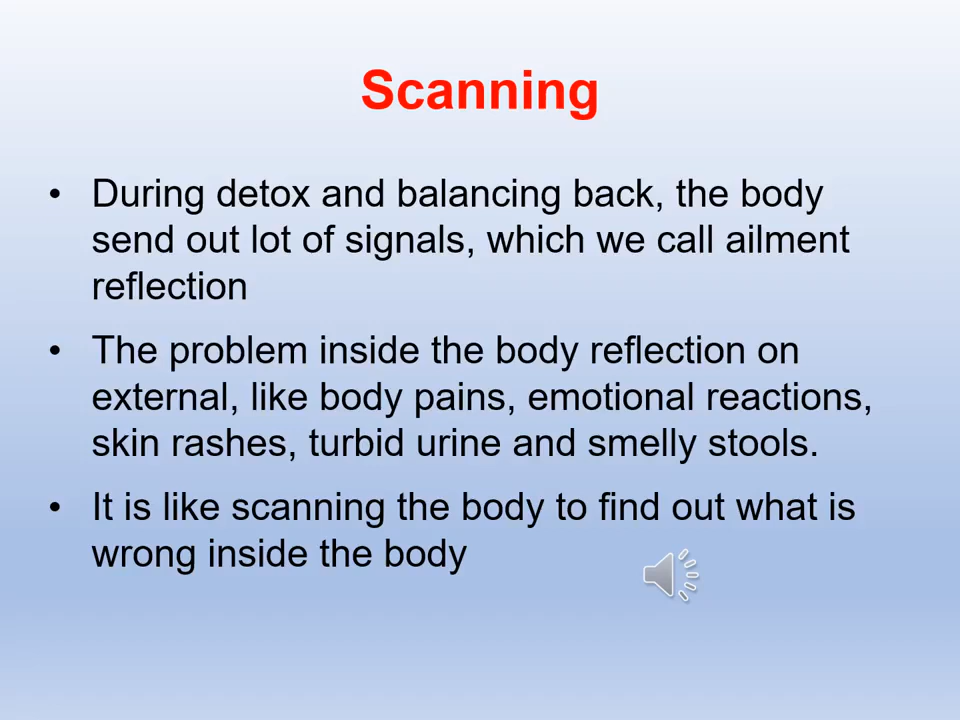 Scanning
• During detox and balancing back, the body
send out lot of signals, which we call ailment
reflection
• The problem inside the body reflection on
external, like body pains, emotional reactions,
skin rashes, turbid urine and smelly stools.
• It is like scanning the body to find out what is
wrong inside the body